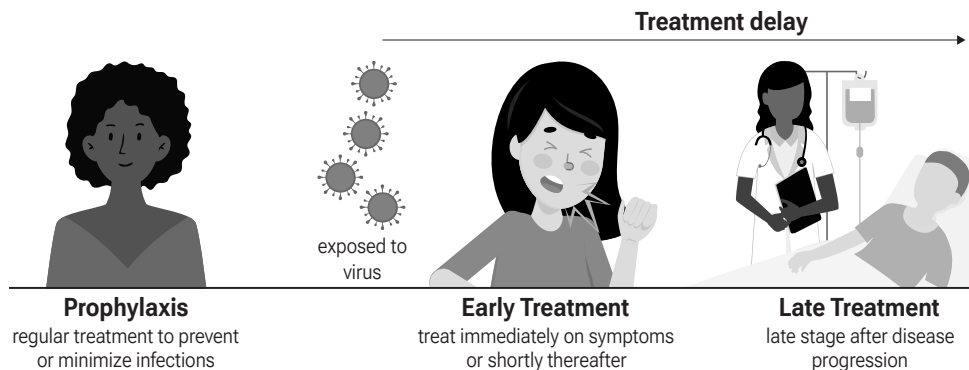 Treatment delay
exposed to
virus
Prophylaxis
regular treatment to prevent
or minimize infections
Early Treatment
treat immediately on symptoms
or shortly thereafter
Late Treatment
late stage after disease
progression